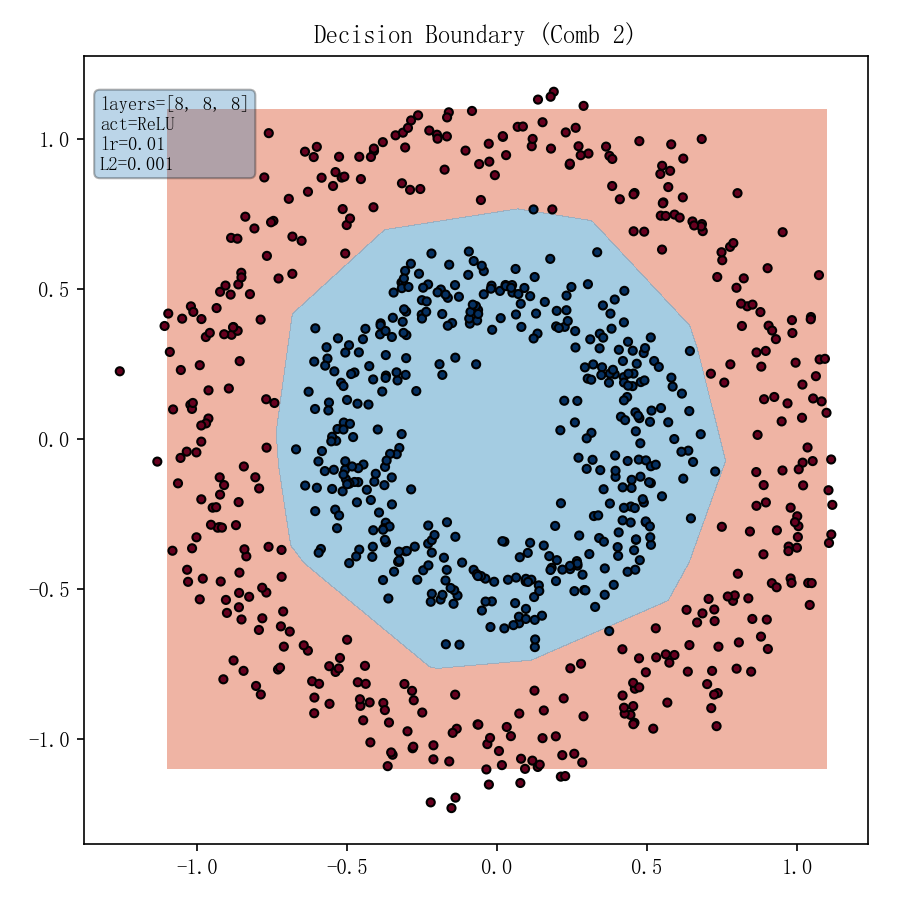 Decision Boundary (Comb 2)
layers=[8, 8, 8]
act=ReLU
lr=0.01
L2=0.001
1.0
0.5
0.0
−0.5
−1.0
−1.0 −0.5 0.0 0.5 1.0